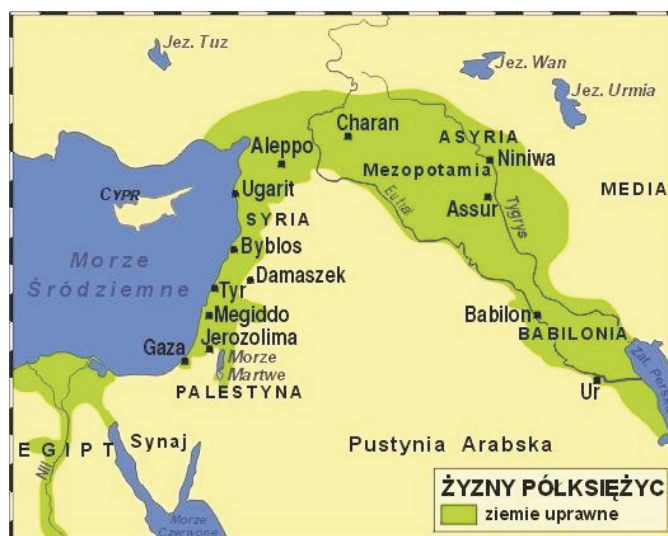 Jez. Tuz
Jez. Wan
Jez. Urmia
Charan
ASYRIA
Aleppo
Niniwa
Mezopotamia
CYPR
Ugarit
MEDIA
Assur
Eufrat
Tygrys
SYRIA
Byblos
Morze
Śródziemne
Damaszek
Tyr
Megiddo
Babilon
BABILONIA
Jerozolima
Gaza
Morze
Martwe
Zat. Perska
PALESTYNA
Ur
EGIPT
Synaj
Pustynia Arabska
Nil
ŻYZNY PÓŁKSIĘŻYC
ziemie uprawne
Morze
Czerwone